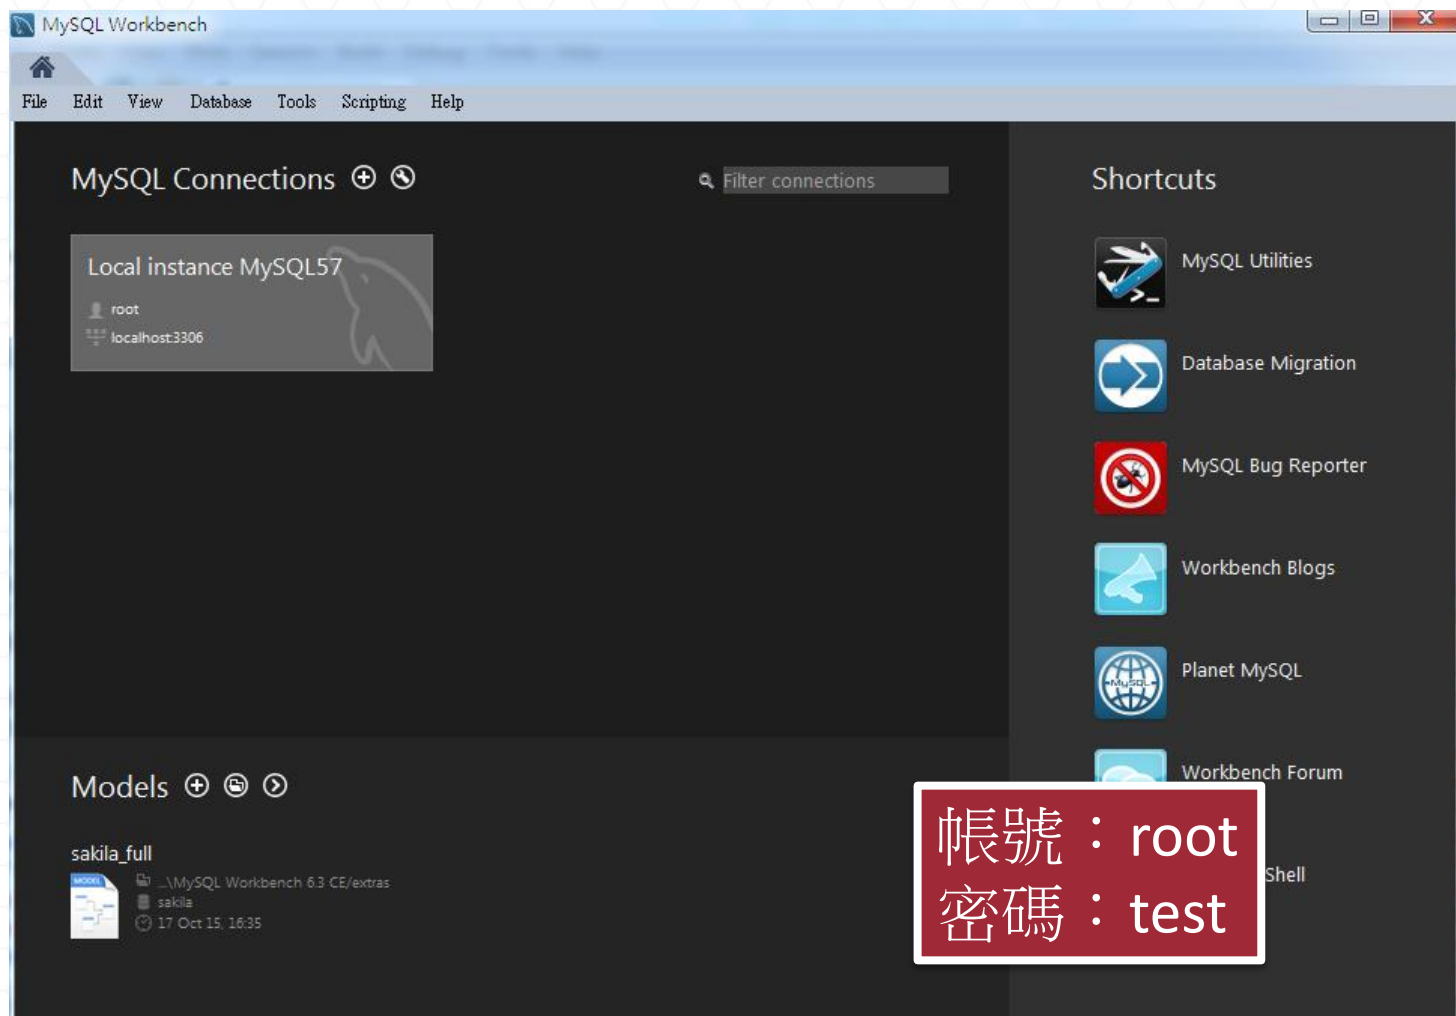 MySQL Workbench
File Edit View Database Tools Scripting Help
MySQL Connections
Filter connections
Local instance MySQL57
root
localhost:3306
Shortcuts
MySQL Utilities
Database Migration
MySQL Bug Reporter
Workbench Blogs
MySQL
Planet MySQL
Workbench Forum
Shell
Models
sakila_full
MODEL
...\MySQL Workbench 6.3 CE/extras
sakila
17 Oct 15, 16:35
帳號：root
密碼：test